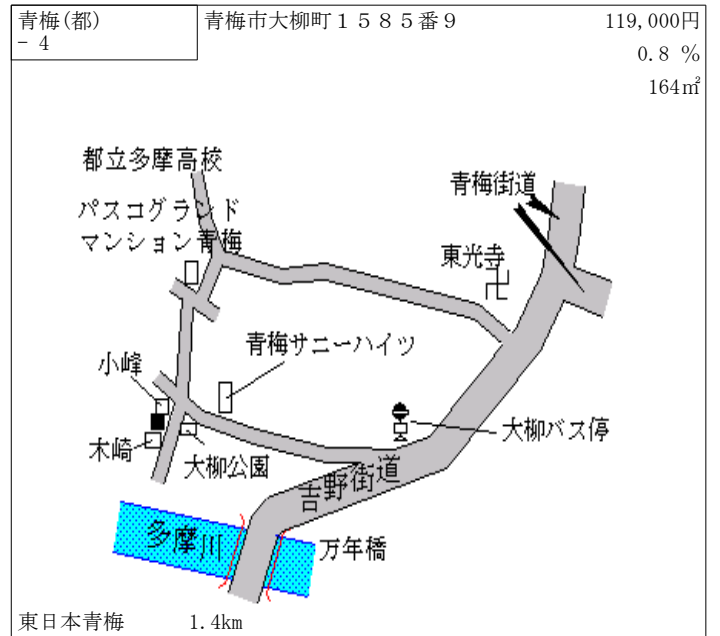 青梅(都)
- 4
青梅市大柳町1585番9
119,000円
0.8 %
164㎡
都立多摩高校
パスコグランド
マンション青梅
青梅街道
東光寺
青梅サニーハイツ
小峰
木崎
大柳公園
大柳バス停
吉野街道
多摩川
万年橋
東日本青梅 1.4km